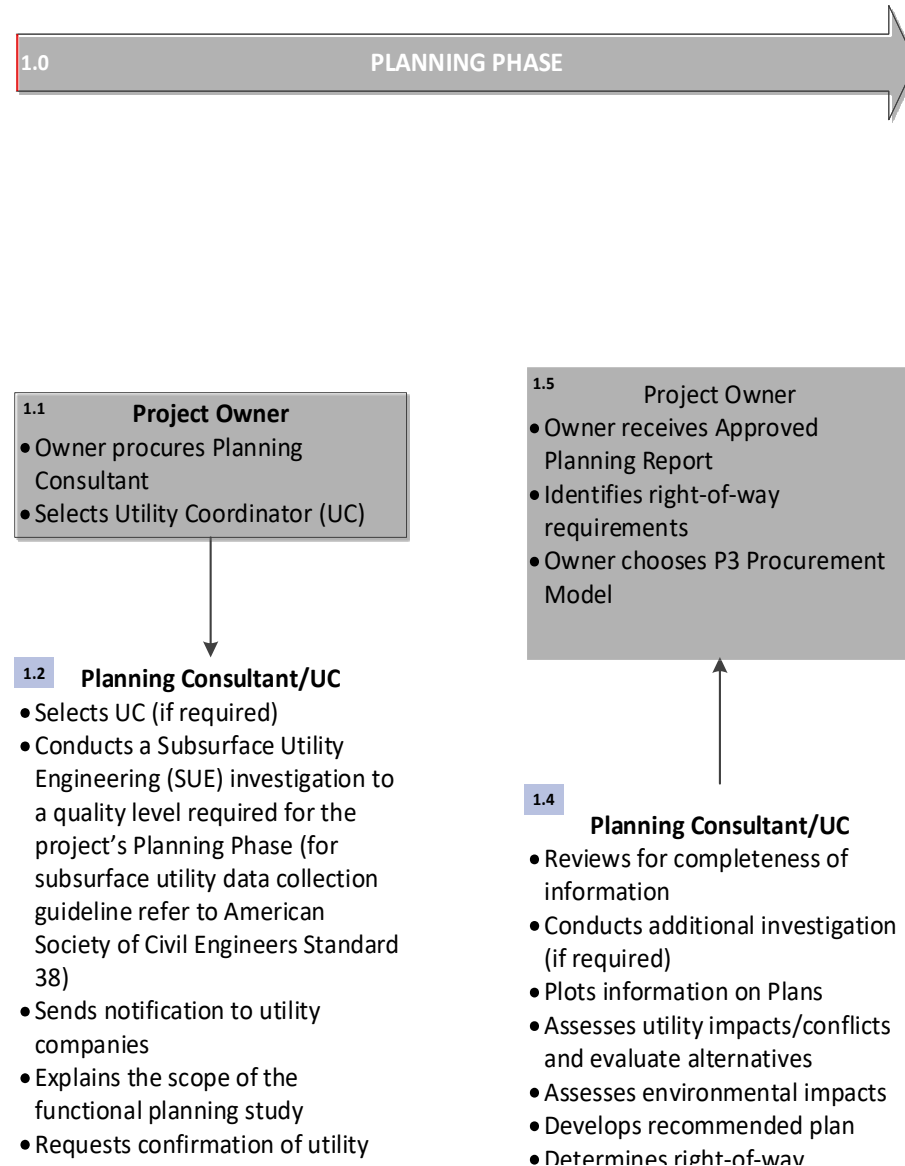 1.0 PLANNING PHASE
1.1 Project Owner
• Owner procures Planning
Consultant
• Selects Utility Coordinator (UC)
1.2 Planning Consultant/UC
• Selects UC (if required)
• Conducts a Subsurface Utility
Engineering (SUE) investigation to
a quality level required for the
project's Planning Phase (for
subsurface utility data collection
guideline refer to American
Society of Civil Engineers Standard
38)
• Sends notification to utility
companies
• Explains the scope of the
functional planning study
• Requests confirmation of utility
1.5 Project Owner
• Owner receives Approved
Planning Report
• Identifies right-of-way
requirements
• Owner chooses P3 Procurement
Model
1.4
Planning Consultant/UC
• Reviews for completeness of
information
• Conducts additional investigation
(if required)
• Plots information on Plans
• Assesses utility impacts/conflicts
and evaluate alternatives
• Assesses environmental impacts
• Develops recommended plan
• Determines right-of-way